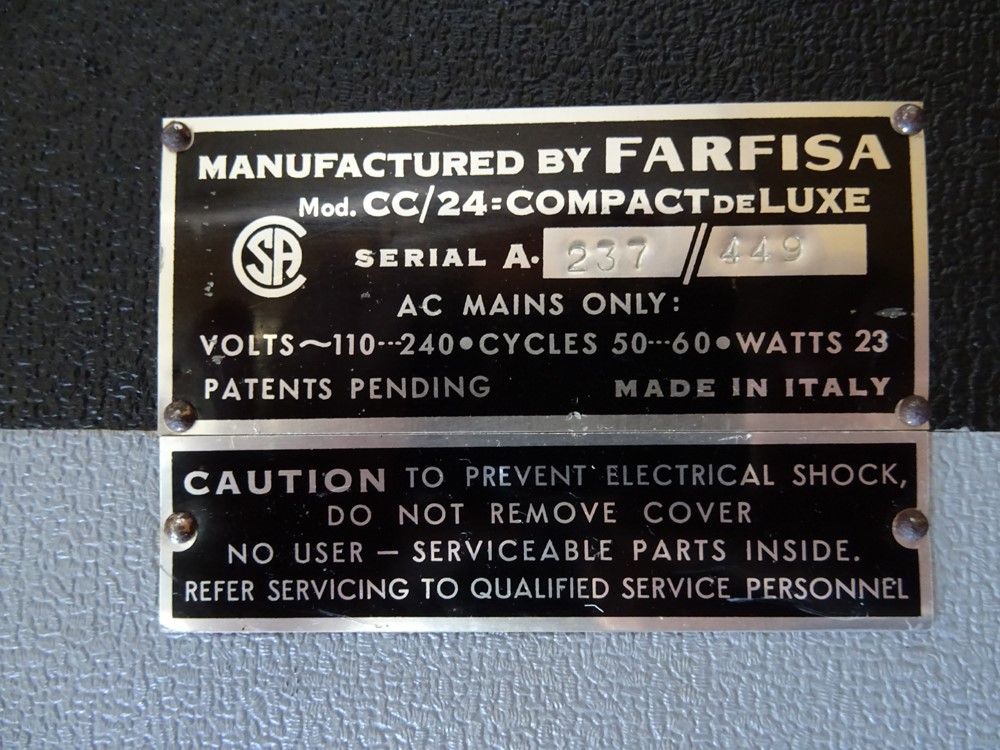 MANUFACTURED BY FARFISA
Mod. CC/24=COMPACT DE LUXE
SA
SERIAL A. 237 // 449
AC MAINS ONLY:
VOLTS ~110---240•CYCLES 50---60•WATTS 23
PATENTS PENDING MADE IN ITALY
CAUTION TO PREVENT ELECTRICAL SHOCK,
DO NOT REMOVE COVER
NO USER – SERVICEABLE PARTS INSIDE.
REFER SERVICING TO QUALIFIED SERVICE PERSONNEL